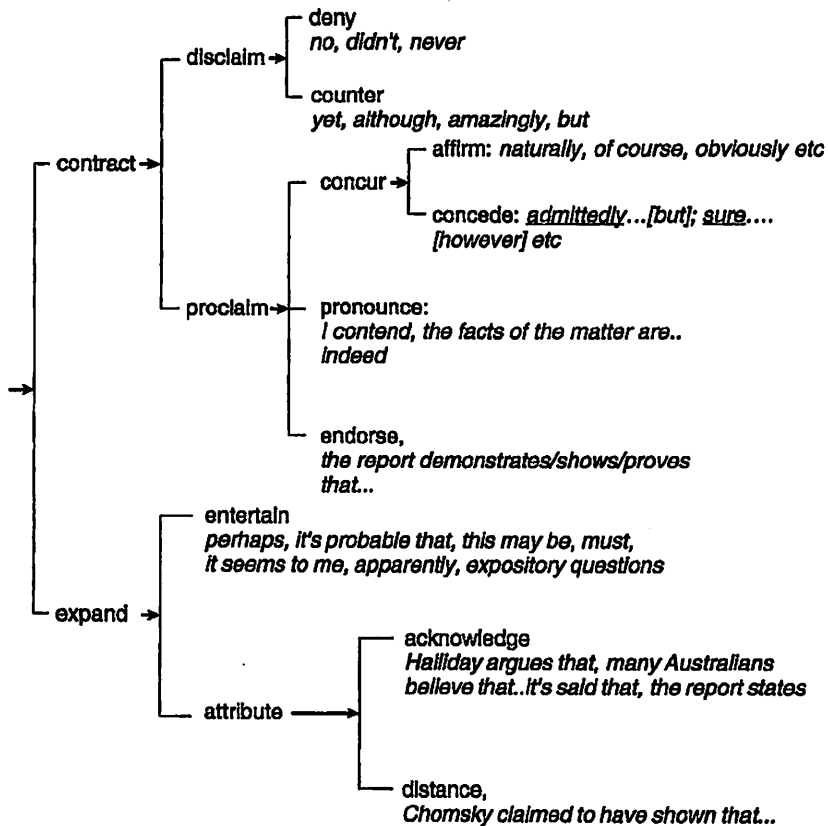 deny
no, didn't, never
disclaim
counter
yet, although, amazingly, but
contract
affirm: naturally, of course, obviously etc
concur
concede: admittedly...[but]; sure....
[however] etc
proclaim
pronounce:
I contend, the facts of the matter are..
indeed
endorse,
the report demonstrates/shows/proves
that...
entertain
perhaps, it's probable that, this may be, must,
it seems to me, apparently, expository questions
expand
acknowledge
Halliday argues that, many Australians
believe that..it's said that, the report states
attribute
distance,
Chomsky claimed to have shown that...